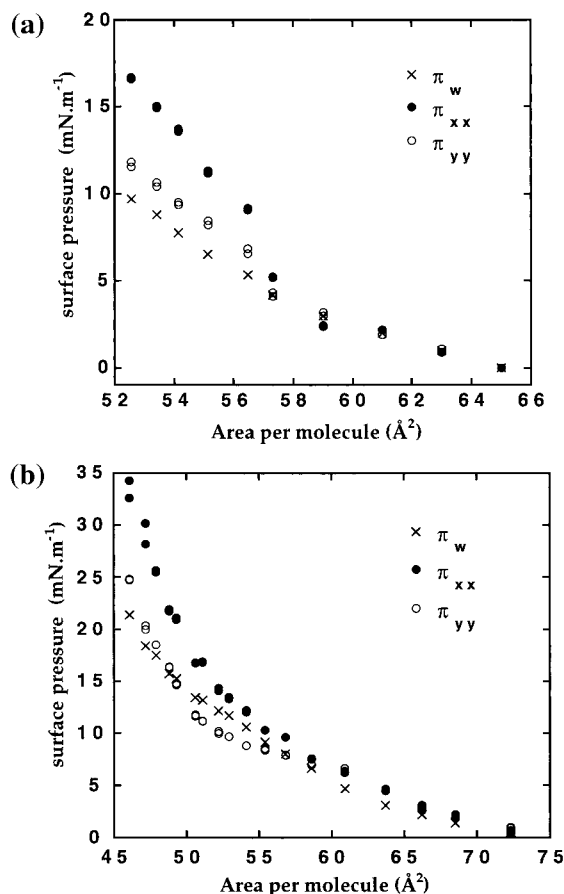 (a)
surface pressure (mN.m-1)
20
15
10
5
0
× πw
● πxx
○ πyy
52 54 56 58 60 62 64 66
Area per molecule (Å2)
(b)
surface pressure (mN.m-1)
35
30
25
20
15
10
5
0
× πw
● πxx
○ πyy
45 50 55 60 65 70 75
Area per molecule (Å2)